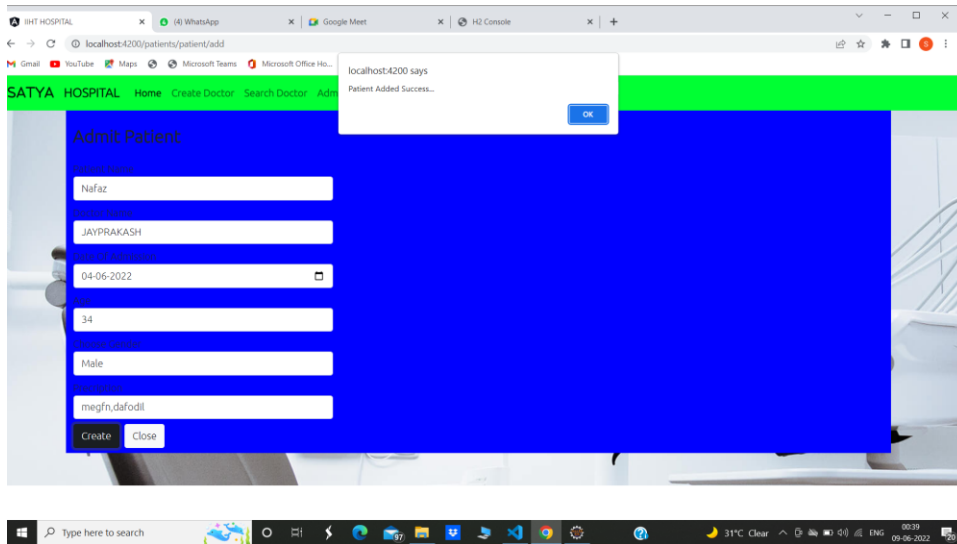 IIHT HOSPITAL
(4) WhatsApp
Google Meet
H2 Console
localhost:4200/patients/patient/add
Gmail YouTube Maps Microsoft Teams Microsoft Office Ho...
localhost:4200 says
Patient Added Success...
OK
SATYA HOSPITAL Home Create Doctor Search Doctor Adm
Admit Patient
Nafaz
JAYPRAKASH
04-06-2022
34
Male
megfn,dafodil
Create Close
Type here to search
97
31°C Clear
ENG
00:39
09-06-2022
20